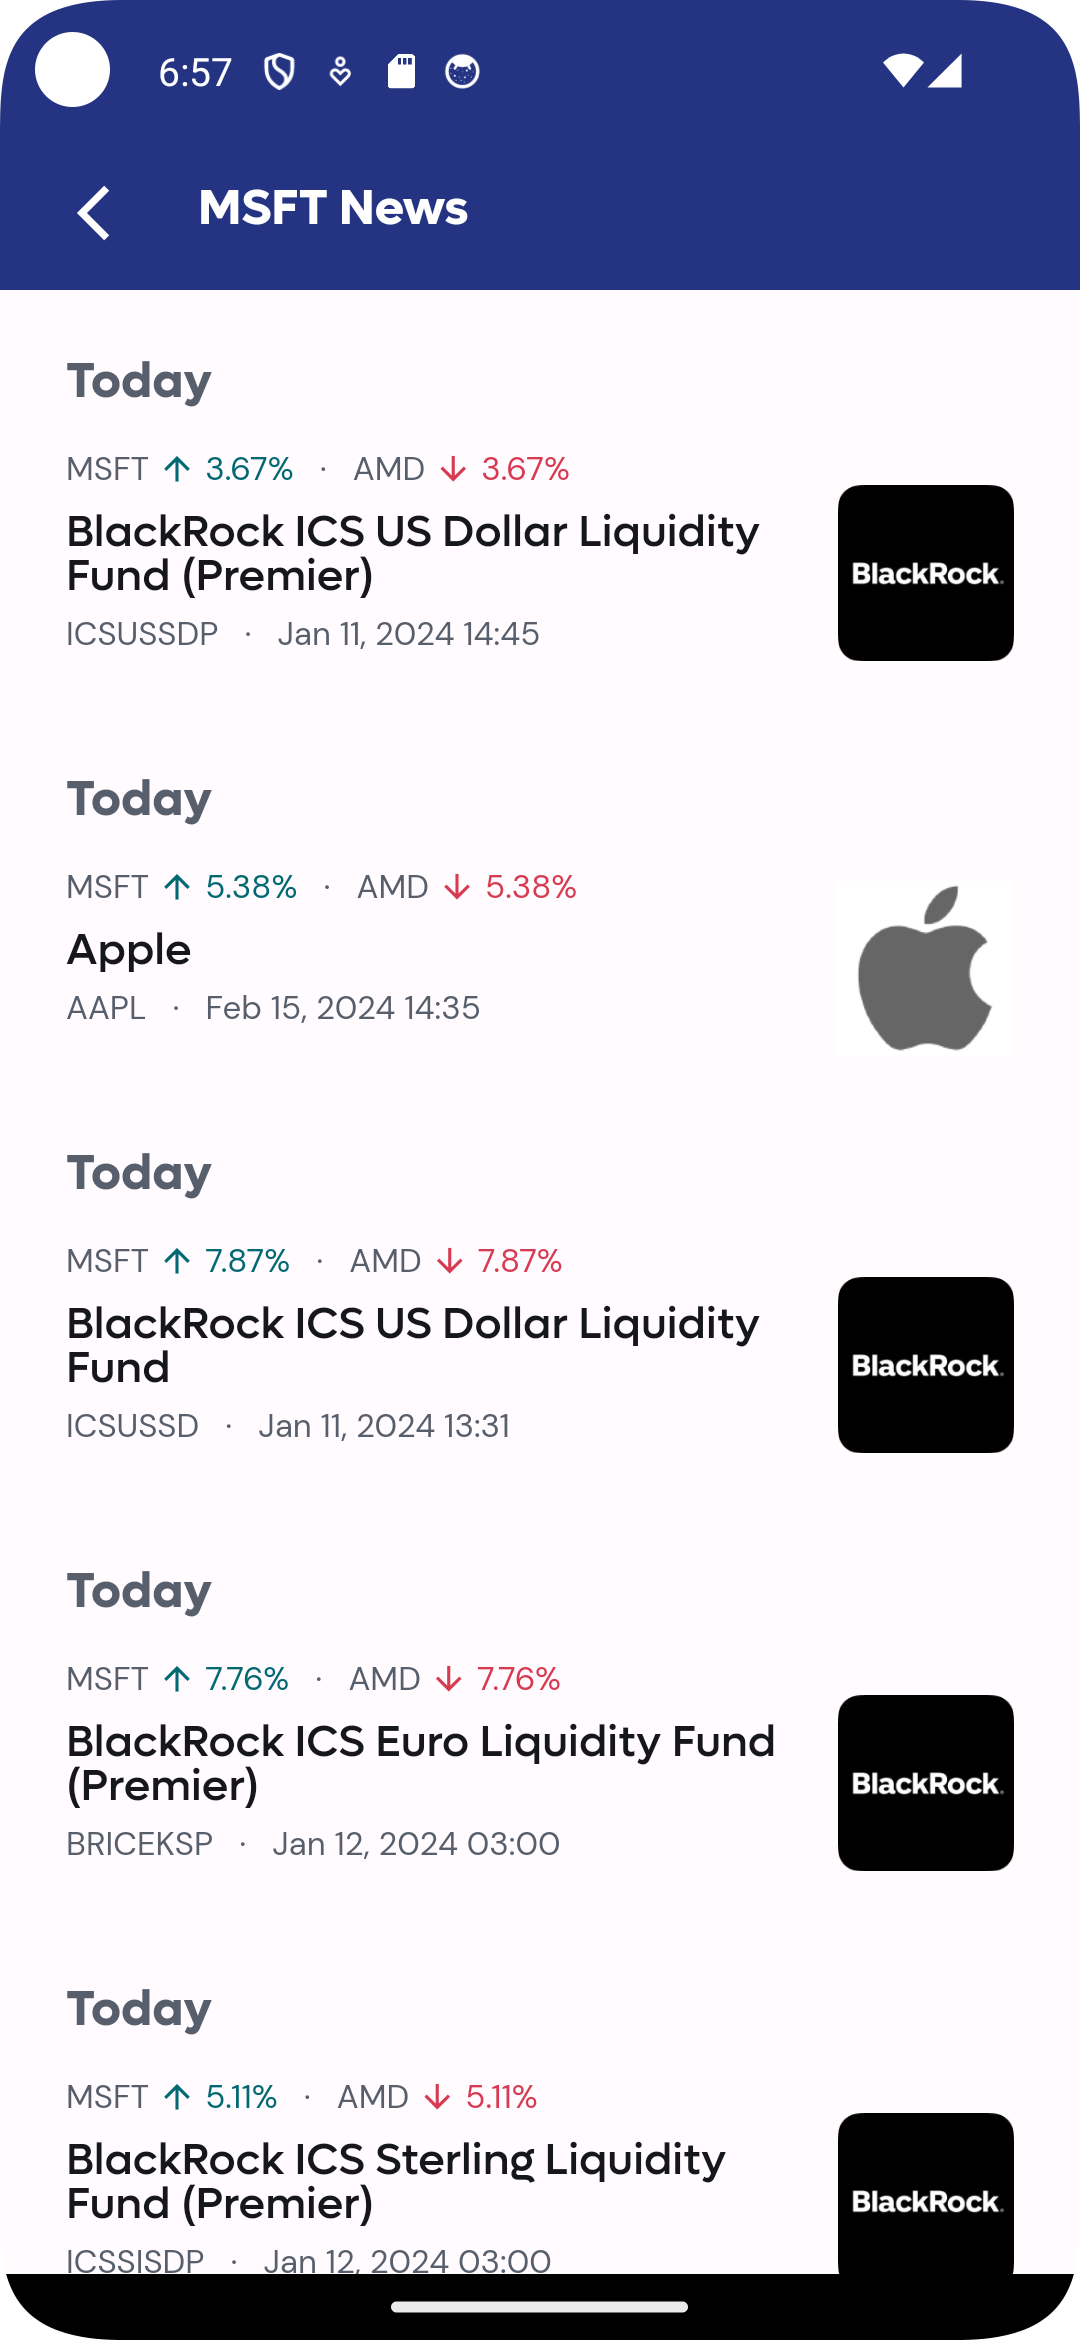 6:57
MSFT News
Today
MSFT ↑ 3.67% · AMD ↓ 3.67%
BlackRock ICS US Dollar Liquidity
Fund (Premier)
ICSUSSDP · Jan 11, 2024 14:45
BlackRock.
Today
MSFT ↑ 5.38% · AMD ↓ 5.38%
Apple
AAPL · Feb 15, 2024 14:35
Today
MSFT ↑ 7.87% · AMD ↓ 7.87%
BlackRock ICS US Dollar Liquidity
Fund
ICSUSSD · Jan 11, 2024 13:31
BlackRock.
Today
MSFT ↑ 7.76% · AMD ↓ 7.76%
BlackRock ICS Euro Liquidity Fund
(Premier)
BRICEKSP · Jan 12, 2024 03:00
BlackRock.
Today
MSFT ↑ 5.11% · AMD ↓ 5.11%
BlackRock ICS Sterling Liquidity
Fund (Premier)
ICSSISDP · Jan 12, 2024 03:00
BlackRock.